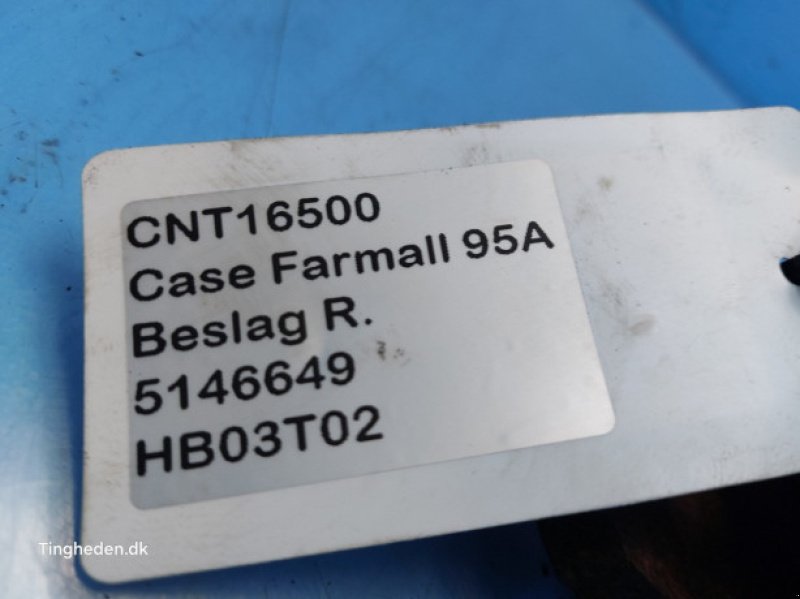 CNT16500
Case Farmall 95A
Beslag R.
5146649
HB03T02
Tingheden.dk